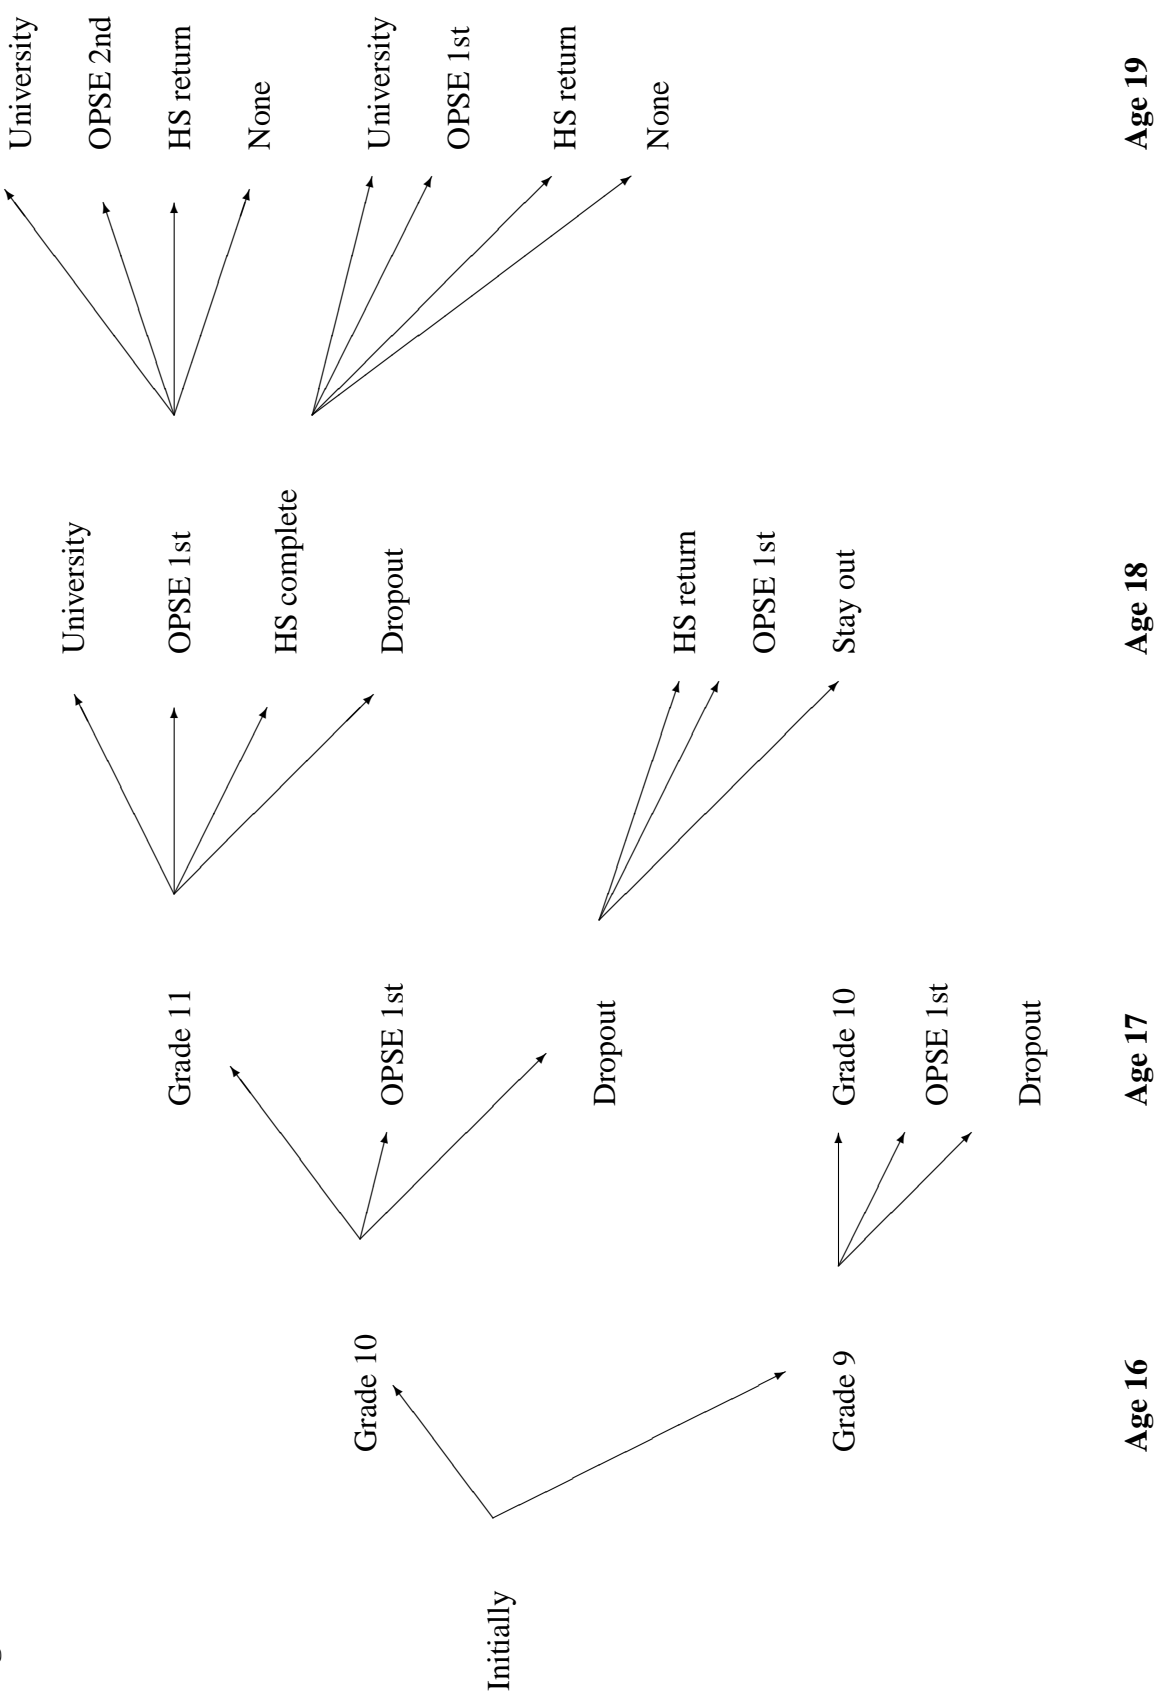 Initially
Grade 10
Grade 9
Age 16
Grade 11
OPSE 1st
Dropout
Grade 10
OPSE 1st
Dropout
Age 17
University
OPSE 1st
HS complete
Dropout
HS return
OPSE 1st
Stay out
Age 18
University
OPSE 2nd
HS return
None
University
OPSE 1st
HS return
None
Age 19